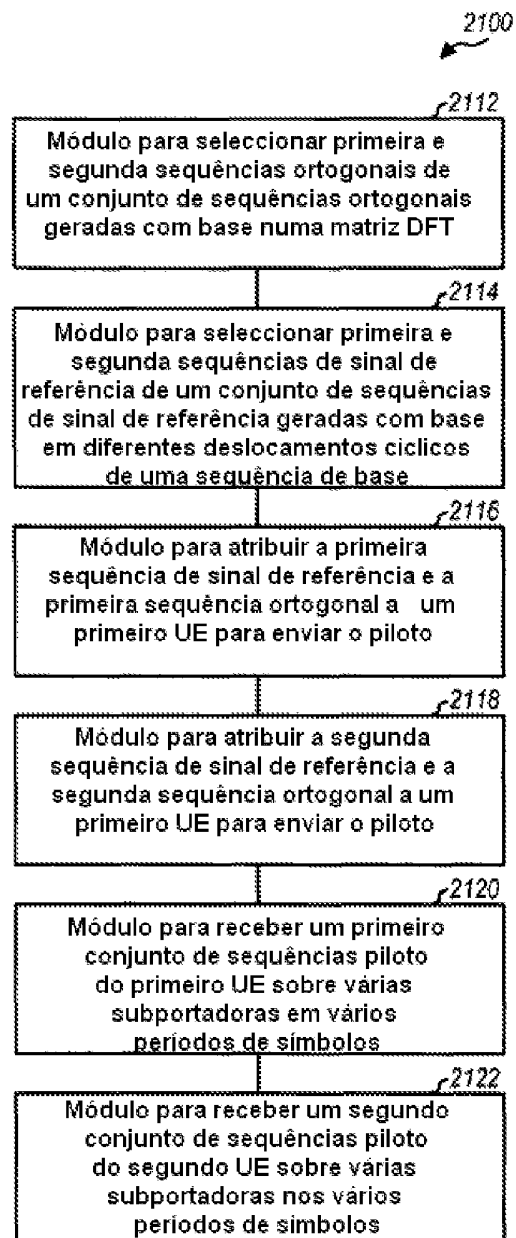 2100
2112
Módulo para seleccionar primeira e
segunda sequências ortogonais de
um conjunto de sequências ortogonais
geradas com base numa matriz DFT
2114
Módulo para seleccionar primeira e
segunda sequências de sinal de
referência de um conjunto de sequências
de sinal de referência geradas com base
em diferentes deslocamentos ciclicos
de uma sequência de base
2116
Módulo para atribuir a primeira
sequência de sinal de referência e a
primeira sequência ortogonal a um
primeiro UE para enviar o piloto
2118
Módulo para atribuir a segunda
sequência de sinal de referência e a
segunda sequência ortogonal a um
primeiro UE para enviar o piloto
2120
Módulo para receber um primeiro
conjunto de sequências piloto
do primeiro UE sobre várias
subportadoras em vários
períodos de símbolos
2122
Módulo para receber um segundo
conjunto de sequências piloto
do segundo UE sobre várias
subportadoras nos vários
períodos de símbolos